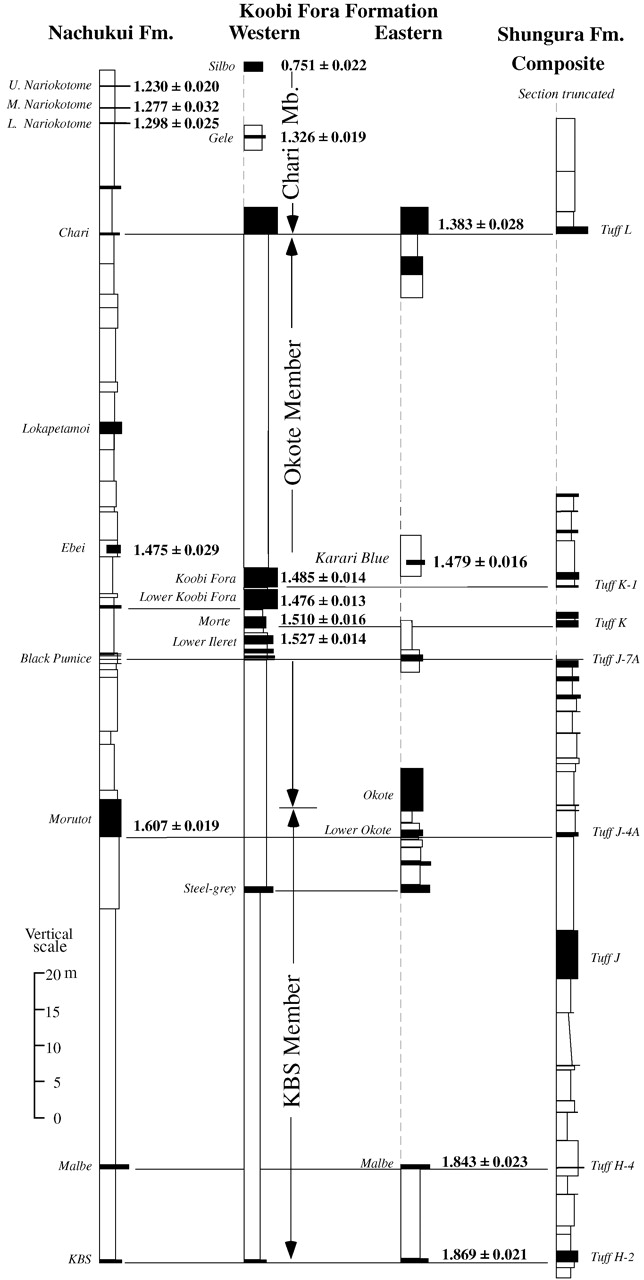 Koobi Fora Formation
Nachukui Fm. Western Eastern Shungura Fm.
Composite
Section truncated
Silbo 0.751 ± 0.022
U. Nariokotome 1.230 ± 0.020
M. Nariokotome 1.277 ± 0.032
L. Nariokotome 1.298 ± 0.025
Gele 1.326 ± 0.019
Chari Mb.
Chari 1.383 ± 0.028 Tuff L
Okote Member
Lokapetamoi
Ebei 1.475 ± 0.029
Karari Blue 1.479 ± 0.016
Koobi Fora 1.485 ± 0.014 Tuff K-1
Lower Koobi Fora 1.476 ± 0.013
Morte 1.510 ± 0.016 Tuff K
Lower Ileret 1.527 ± 0.014
Black Pumice Tuff J-7A
Okote
Morutot 1.607 ± 0.019 Lower Okote Tuff J-4A
Steel-grey
Vertical
scale
20 m
15
10
5
0
Tuff J
KBS Member
Malbe Malbe 1.843 ± 0.023 Tuff H-4
KBS 1.869 ± 0.021 Tuff H-2